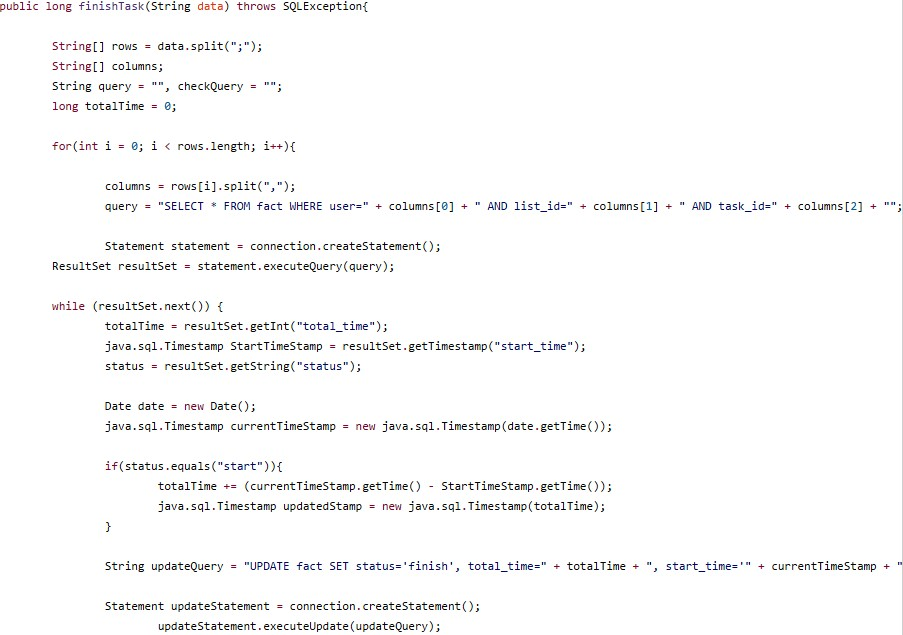 public long finishTask(String data) throws SQLException{
String[] rows = data.split(";");
String[] columns;
String query = "", checkQuery = "";
long totalTime = 0;
for(int i = 0; i < rows.length; i++){
columns = rows[i].split(",");
query = "SELECT * FROM fact WHERE user=" + columns[0] + " AND list_id=" + columns[1] + " AND task_id=" + columns[2] + "";
Statement statement = connection.createStatement();
ResultSet resultSet = statement.executeQuery(query);
while (resultSet.next()) {
totalTime = resultSet.getInt("total_time");
java.sql.Timestamp StartTimeStamp = resultSet.getTimestamp("start_time");
status = resultSet.getString("status");
Date date = new Date();
java.sql.Timestamp currentTimeStamp = new java.sql.Timestamp(date.getTime());
if(status.equals("start")){
totalTime += (currentTimeStamp.getTime() - StartTimeStamp.getTime());
java.sql.Timestamp updatedStamp = new java.sql.Timestamp(totalTime);
}
String updateQuery = "UPDATE fact SET status='finish', total_time=" + totalTime + ", start_time='" + currentTimeStamp + "
Statement updateStatement = connection.createStatement();
updateStatement.executeUpdate(updateQuery);